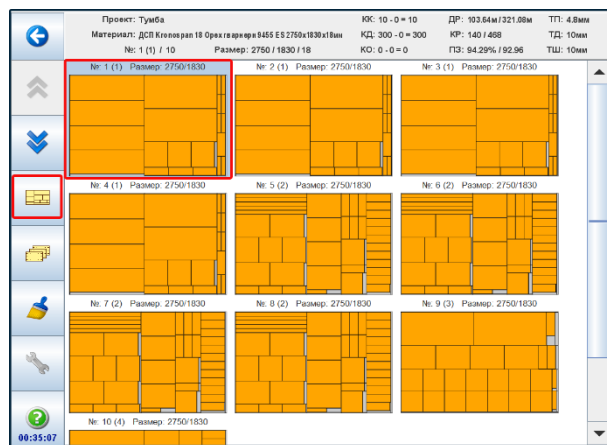 Проект: Тумба КК: 10 - 0 = 10 ДР: 103.64м/321.08м ТП: 4.8мм
Материал: ДСП Kronospan 18 Орех гварнери 9455 ES 2750x1830x18мм КД: 300 - 0 = 300 КР: 140 / 468 ТД: 10мм
№: 1 (1) / 10 Размер: 2750 / 1830 / 18 КО: 0 - 0 = 0 ПЗ: 94.29% / 92.96 ТШ: 10мм
№: 1 (1) Размер: 2750/1830 №: 2 (1) Размер: 2750/1830 №: 3 (1) Размер: 2750/1830
№: 4 (1) Размер: 2750/1830 №: 5 (2) Размер: 2750/1830 №: 6 (2) Размер: 2750/1830
№: 7 (2) Размер: 2750/1830 №: 8 (2) Размер: 2750/1830 №: 9 (3) Размер: 2750/1830
№: 10 (4) Размер: 2750/1830
00:35:07